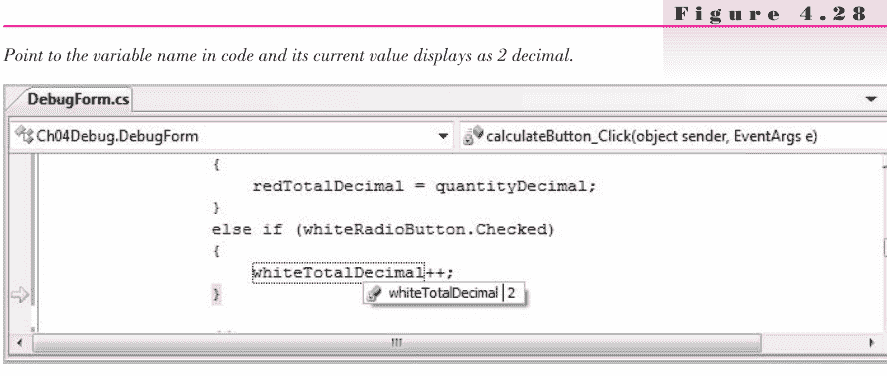 Figure 4.28
Point to the variable name in code and its current value displays as 2 decimal.
DebugForm.cs
Ch04Debug.DebugForm
calculateButton_Click(object sender, EventArgs e)
{
redTotalDecimal = quantityDecimal;
}
else if (whiteRadioButton.Checked)
{
whiteTotalDecimal++;
whiteTotalDecimal 2
}